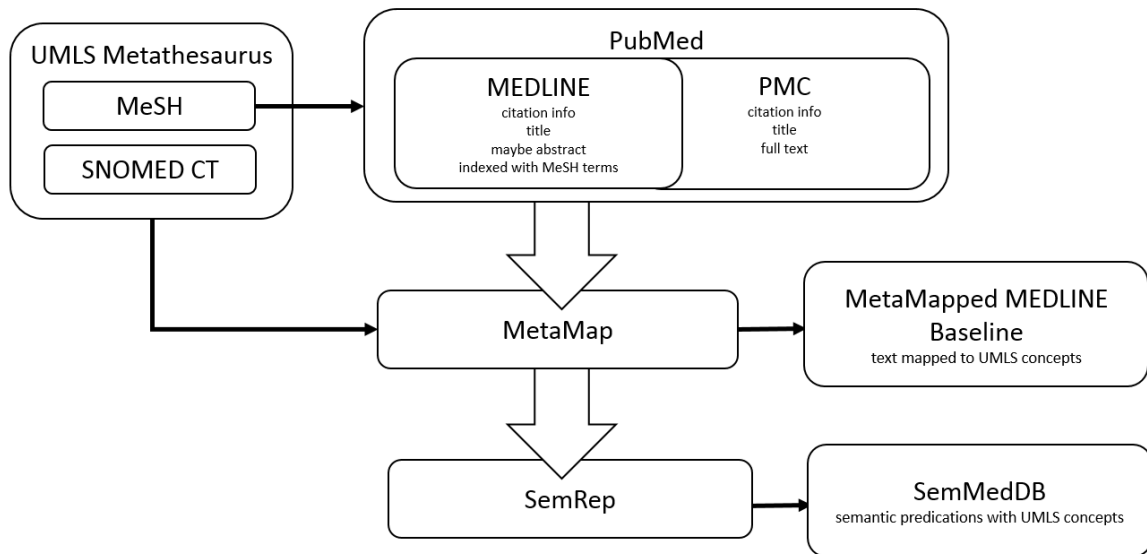 UMLS Metathesaurus
MeSH
SNOMED CT
PubMed
MEDLINE
citation info
title
maybe abstract
indexed with MeSH terms
PMC
citation info
title
full text
MetaMap
MetaMapped MEDLINE
Baseline
text mapped to UMLS concepts
SemRep
SemMedDB
semantic predications with UMLS concepts